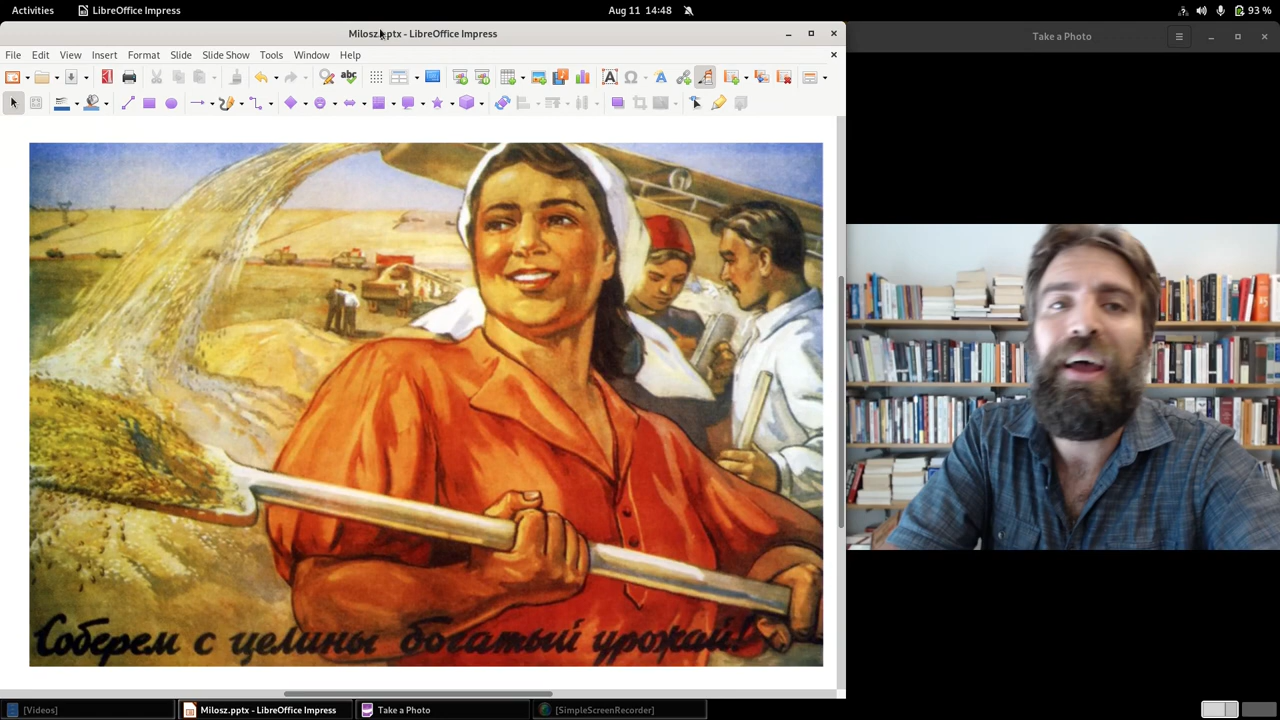 Activities
LibreOffice Impress
Aug 11 14:48
93 %
Milosz.pptx - LibreOffice Impress
Take a Photo
File Edit View Insert Format Slide Slide Show Tools Window Help
Соберем с целины богатый урожай!
[Videos]
Milosz.pptx - LibreOffice Impress
Take a Photo
[SimpleScreenRecorder]